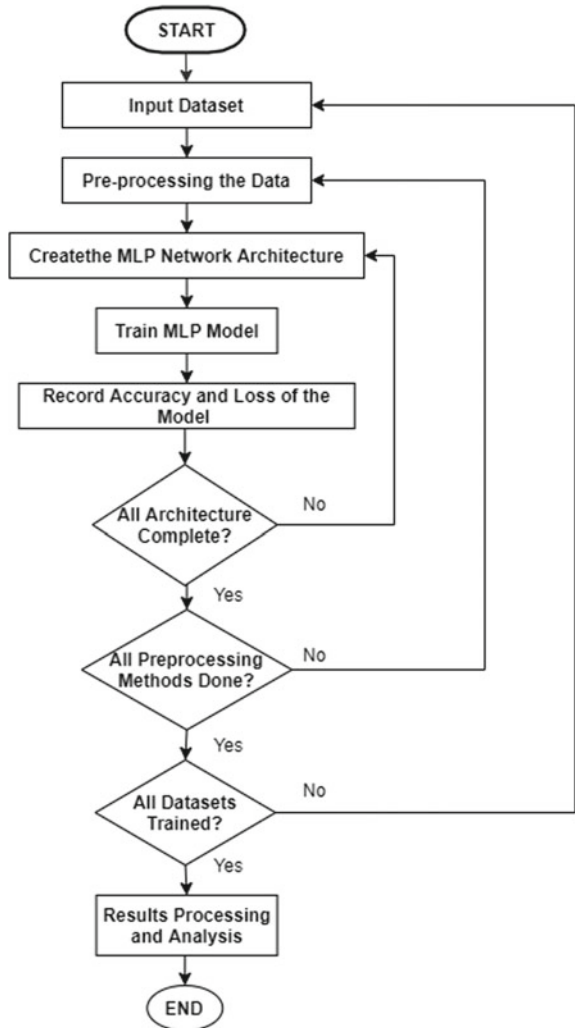 START
Input Dataset
Pre-processing the Data
Createthe MLP Network Architecture
Train MLP Model
Record Accuracy and Loss of the
Model
All Architecture
Complete?
No
Yes
All Preprocessing
Methods Done?
No
Yes
All Datasets
Trained?
No
Yes
Results Processing
and Analysis
END